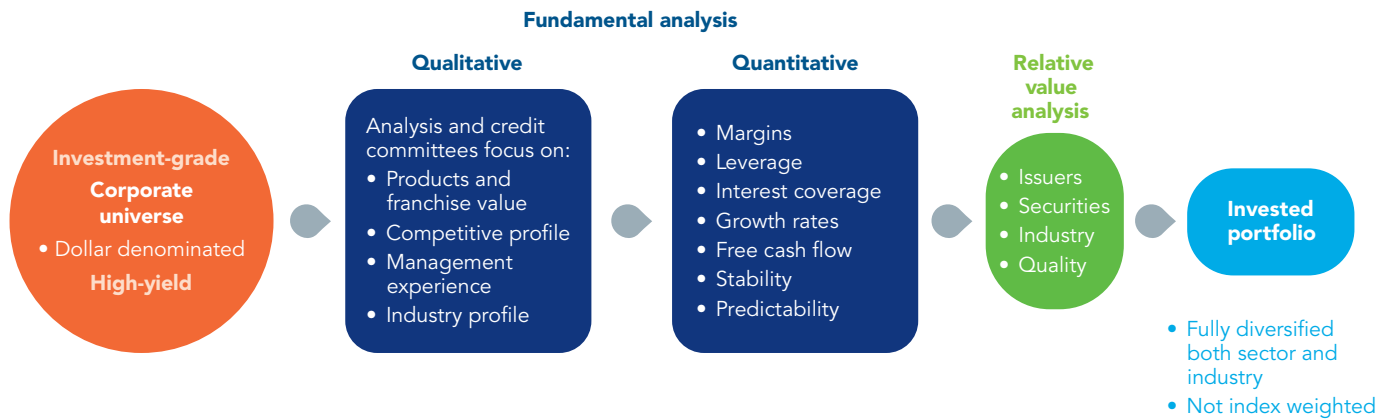 Fundamental analysis
Qualitative
Quantitative
Relative
value
analysis
Investment-grade
Corporate
universe
• Dollar denominated
High-yield
Analysis and credit
committees focus on:
• Products and
franchise value
• Competitive profile
• Management
experience
• Industry profile
• Margins
• Leverage
• Interest coverage
• Growth rates
• Free cash flow
• Stability
• Predictability
• Issuers
• Securities
• Industry
• Quality
Invested
portfolio
• Fully diversified
both sector and
industry
• Not index weighted